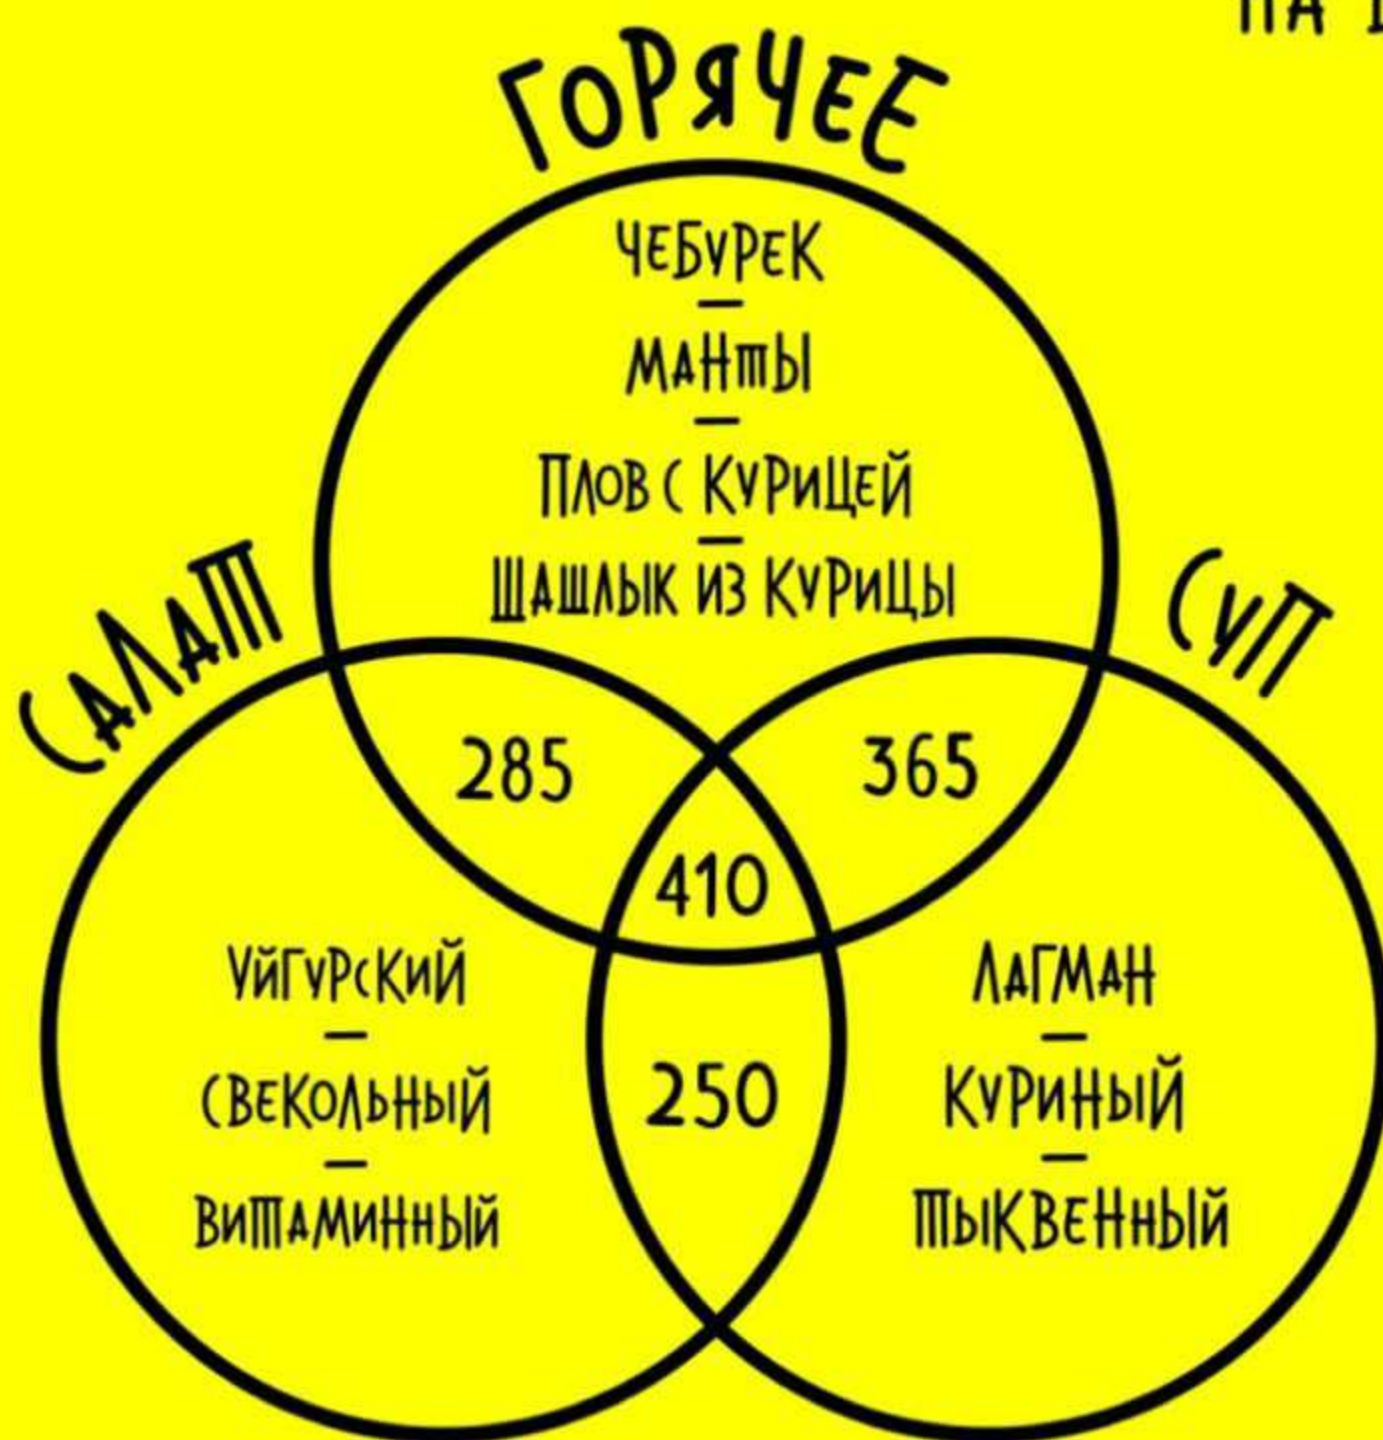 НА
ГОРЯЧЕЕ
ЧЕБУРЕК
—
МАНТЫ
—
ПЛОВ С КУРИЦЕЙ
—
ШАШЛЫК ИЗ КУРИЦЫ
САЛАТ
СУП
285
365
410
УЙГУРСКИЙ
—
СВЕКОЛЬНЫЙ
—
ВИТАМИННЫЙ
250
ЛАГМАН
—
КУРИНЫЙ
—
ТЫКВЕННЫЙ